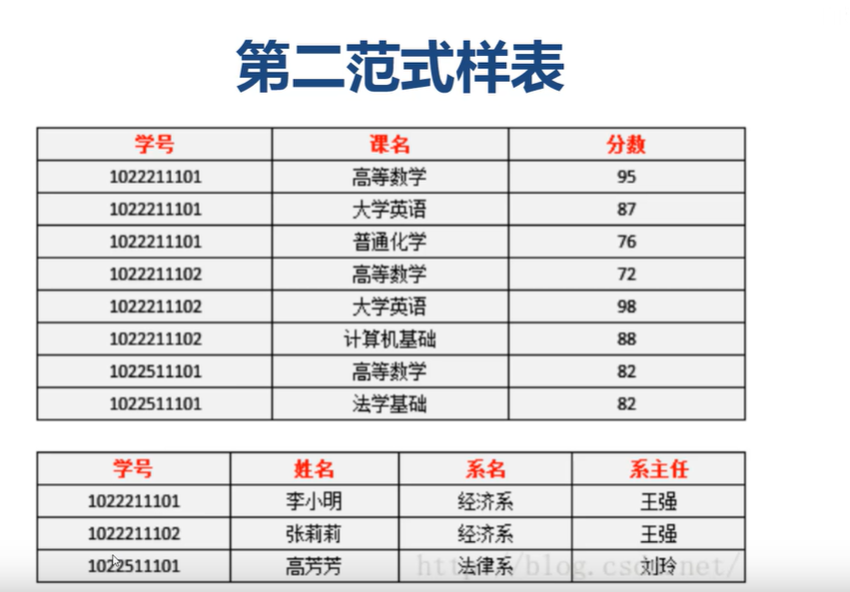 第二范式样表
学号 课名 分数
1022211101 高等数学 95
1022211101 大学英语 87
1022211101 普通化学 76
1022211102 高等数学 72
1022211102 大学英语 98
1022211102 计算机基础 88
1022511101 高等数学 82
1022511101 法学基础 82
学号 姓名 系名 系主任
1022211101 李小明 经济系 王强
1022211102 张莉莉 经济系 王强
1022511101 高芳芳 法律系 刘玲
http://blog.csdn.net/